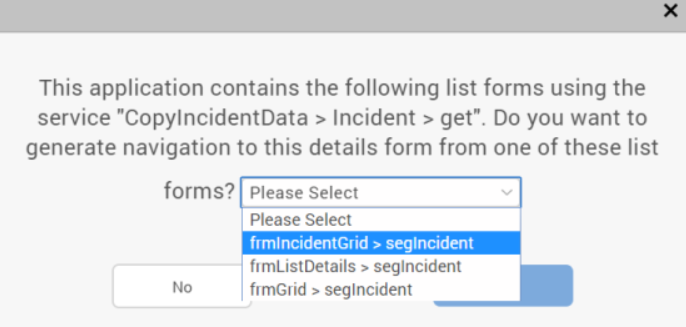 This application contains the following list forms using the
service "CopyIncidentData > Incident > get". Do you want to
generate navigation to this details form from one of these list
forms? Please Select
Please Select
frmIncidentGrid > segIncident
frmListDetails > segIncident
No
frmGrid > segIncident